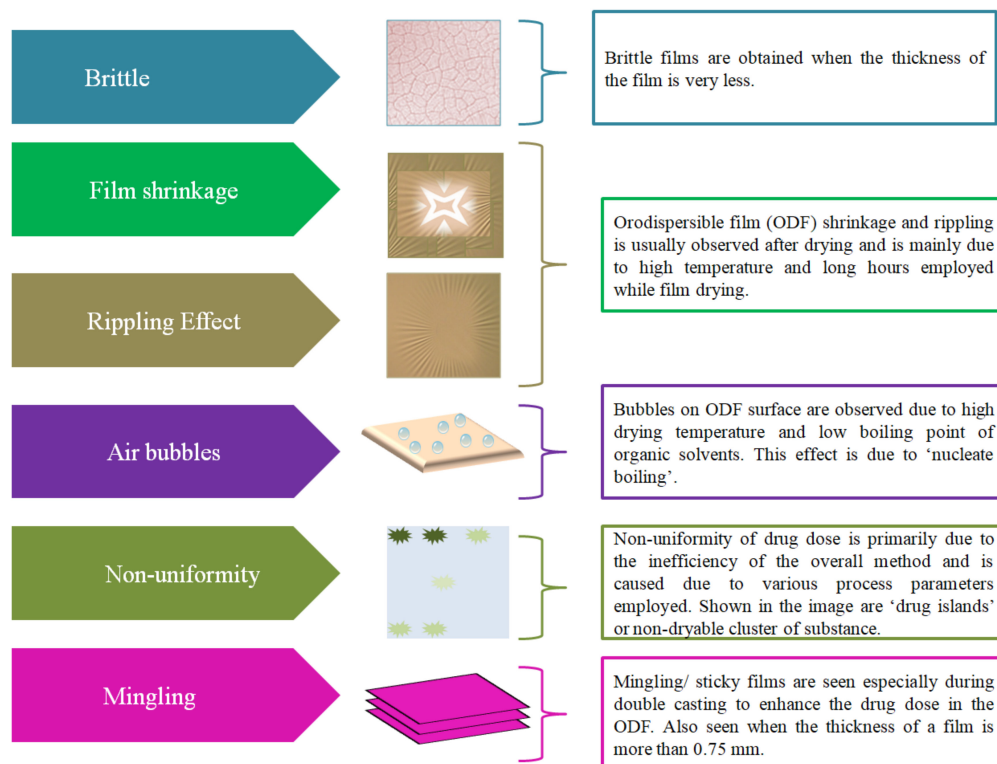 Brittle
Brittle films are obtained when the thickness of
the film is very less.
Film shrinkage
Rippling Effect
Orodispersible film (ODF) shrinkage and rippling
is usually observed after drying and is mainly due
to high temperature and long hours employed
while film drying.
Air bubbles
Bubbles on ODF surface are observed due to high
drying temperature and low boiling point of
organic solvents. This effect is due to ‘nucleate
boiling’.
Non-uniformity
Non-uniformity of drug dose is primarily due to
the inefficiency of the overall method and is
caused due to various process parameters
employed. Shown in the image are ‘drug islands’
or non-dryable cluster of substance.
Mingling
Mingling/ sticky films are seen especially during
double casting to enhance the drug dose in the
ODF. Also seen when the thickness of a film is
more than 0.75 mm.